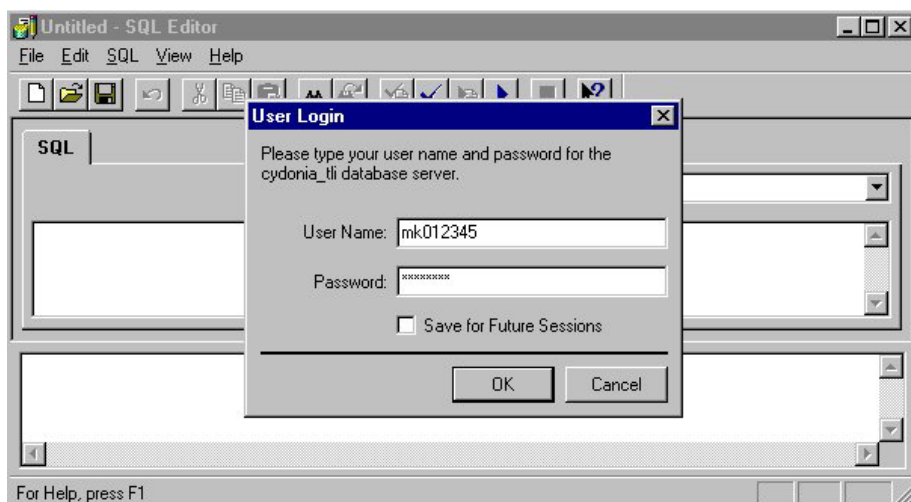 Untitled - SQL Editor
File Edit SQL View Help
User Login
SQL
Please type your user name and password for the
cydonia_tli database server.
User Name: mk012345
Password: ********
Save for Future Sessions
OK Cancel
For Help, press F1